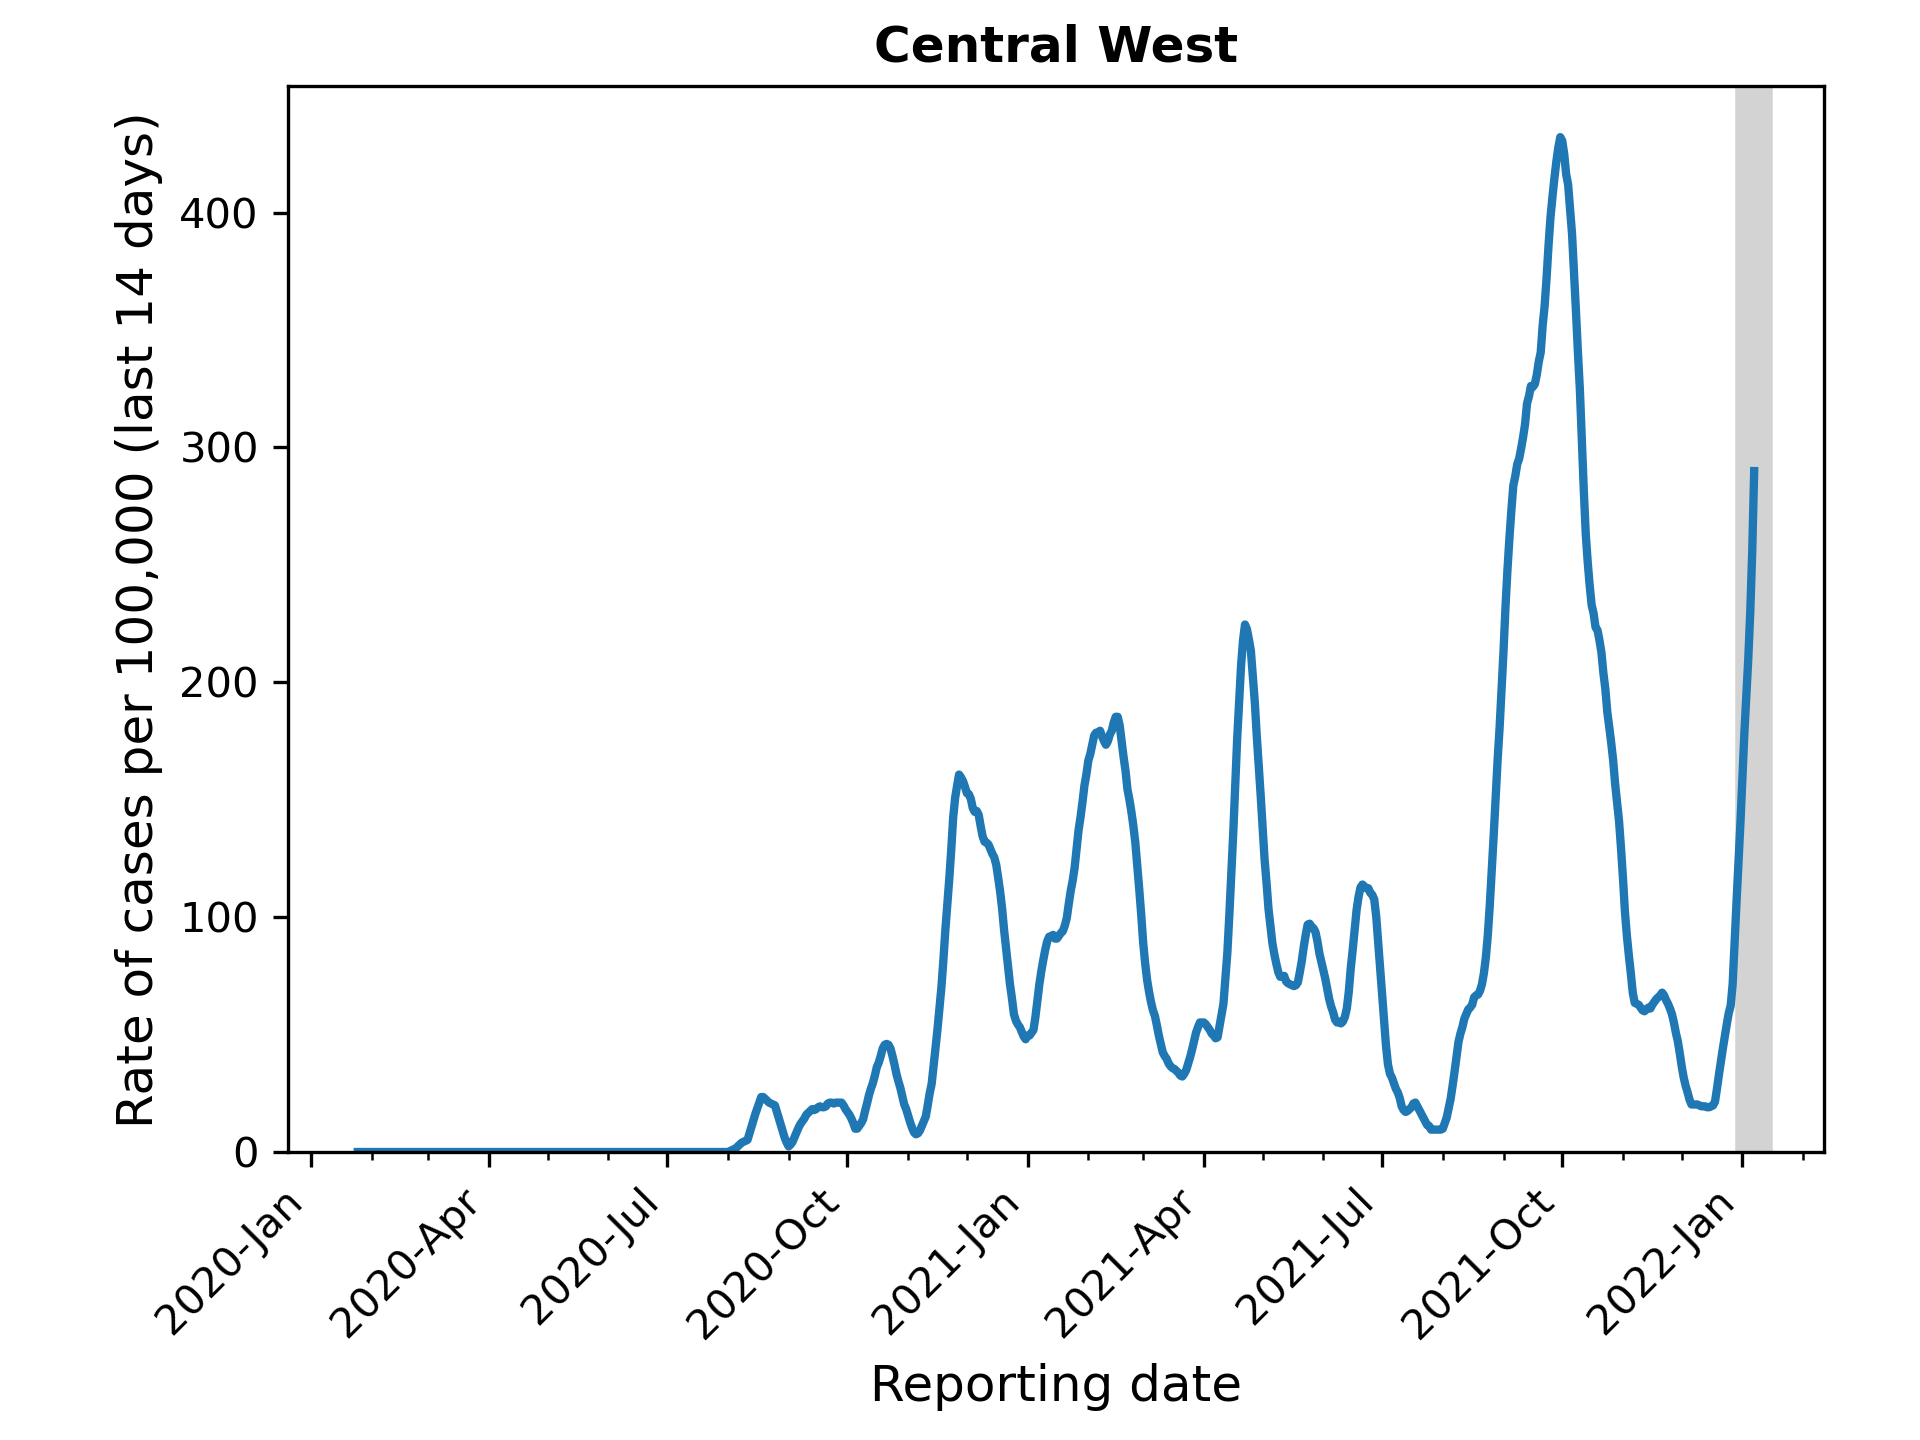 Central West
Rate of cases per 100,000 (last 14 days)
400
300
200
100
0
2020-Jan
2020-Apr
2020-Jul
2020-Oct
2021-Jan
2021-Apr
2021-Jul
2021-Oct
2022-Jan
Reporting date